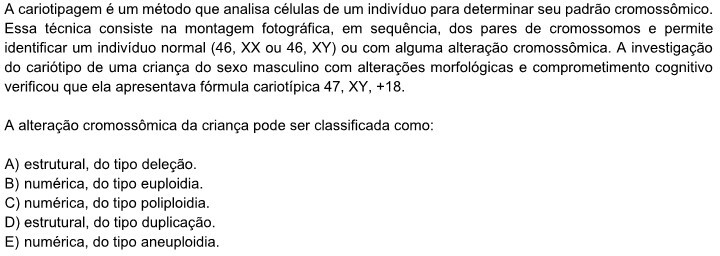 A cariotipagem é um método que analisa células de um indivíduo para determinar seu padrão cromossômico.
Essa técnica consiste na montagem fotográfica, em sequência, dos pares de cromossomos e permite
identificar um indivíduo normal (46, XX ou 46, XY) ou com alguma alteração cromossômica. A investigação
do cariótipo de uma criança do sexo masculino com alterações morfológicas e comprometimento cognitivo
verificou que ela apresentava fórmula cariotípica 47, XY, +18.
A alteração cromossômica da criança pode ser classificada como:
A) estrutural, do tipo deleção.
B) numérica, do tipo euploidia.
C) numérica, do tipo poliploidia.
D) estrutural, do tipo duplicação.
E) numérica, do tipo aneuploidia.